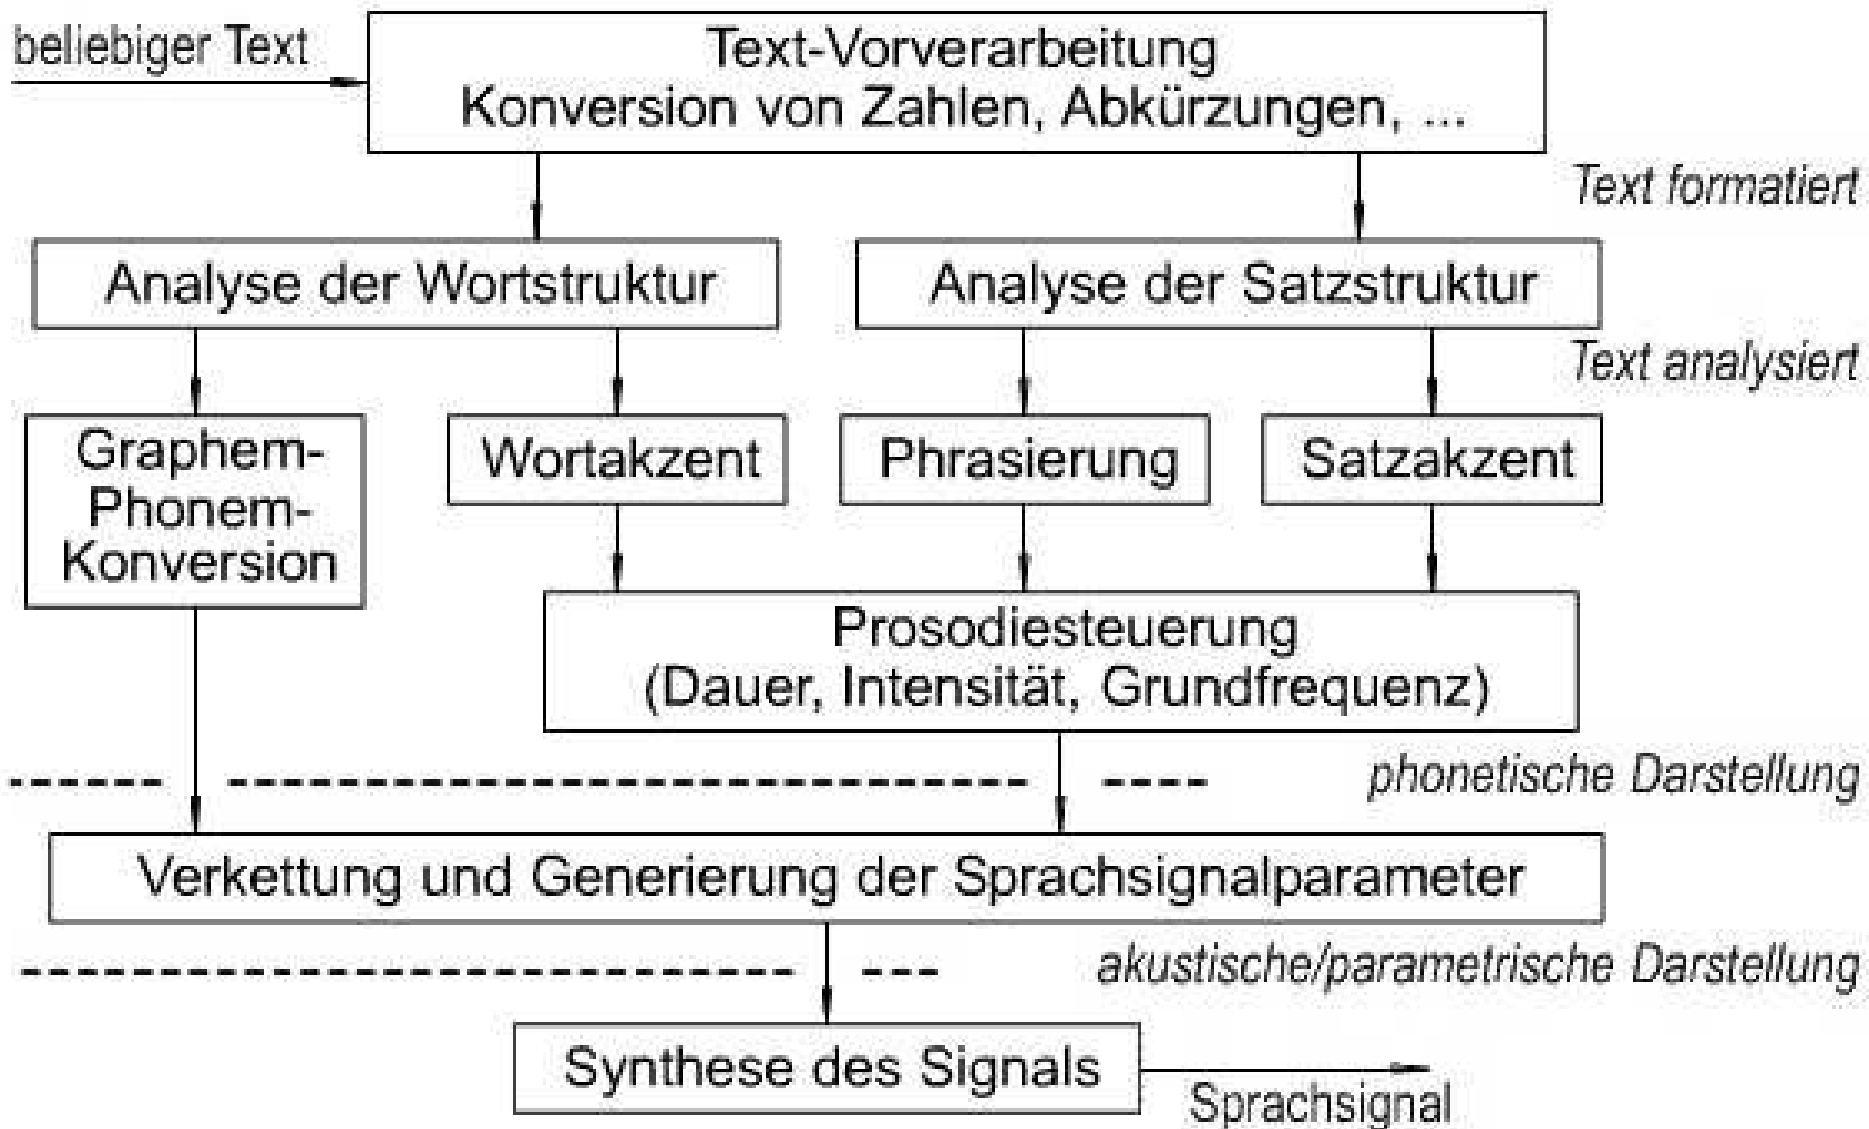 beliebiger Text
Text-Vorverarbeitung
Konversion von Zahlen, Abkürzungen, ...
Text formatiert
Analyse der Wortstruktur
Analyse der Satzstruktur
Text analysiert
Graphem-
Phonem-
Konversion
Wortakzent
Phrasierung
Satzakzent
Prosodiesteuerung
(Dauer, Intensität, Grundfrequenz)
phonetische Darstellung
Verkettung und Generierung der Sprachsignalparameter
akustische/parametrische Darstellung
Synthese des Signals
Sprachsignal